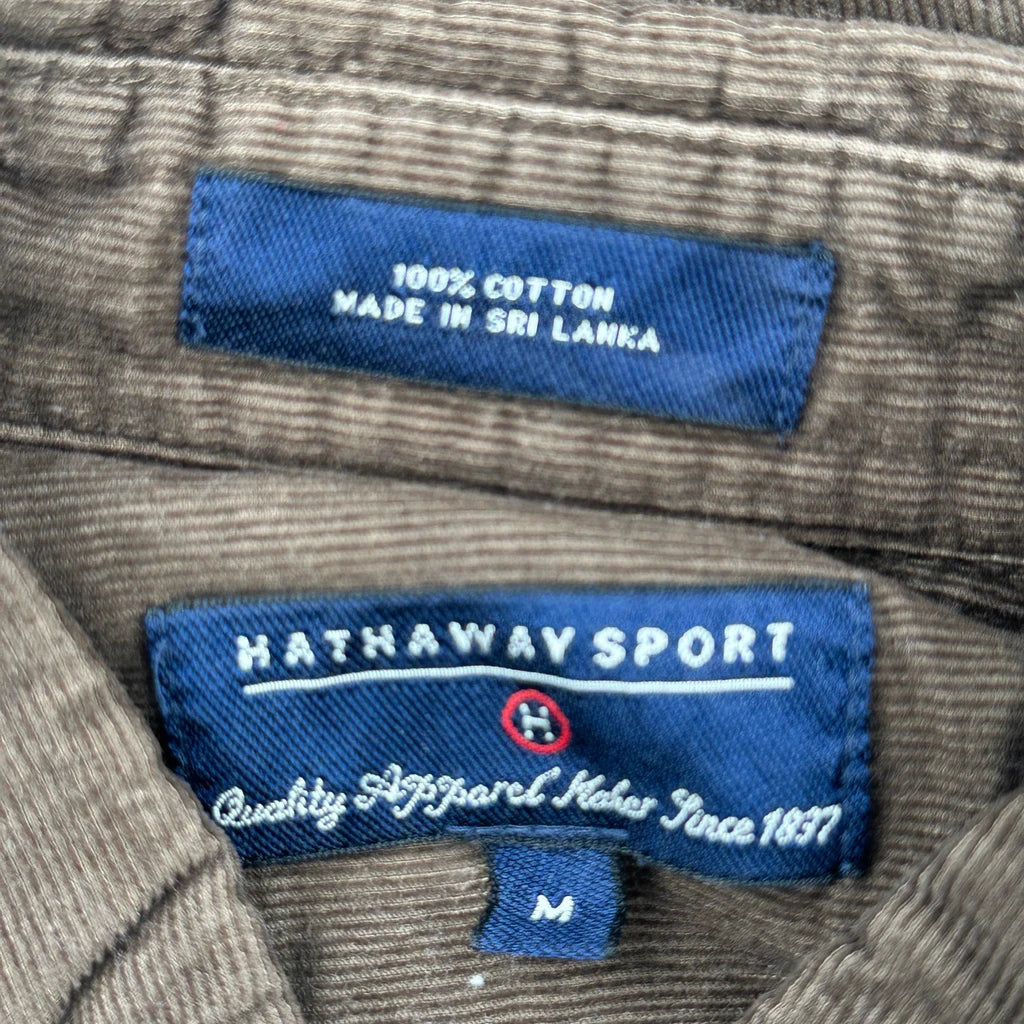 100% COTTON
MADE IN SRI LANKA
HATHAWAY SPORT
H
Quality Apparel Maker Since 1837
M